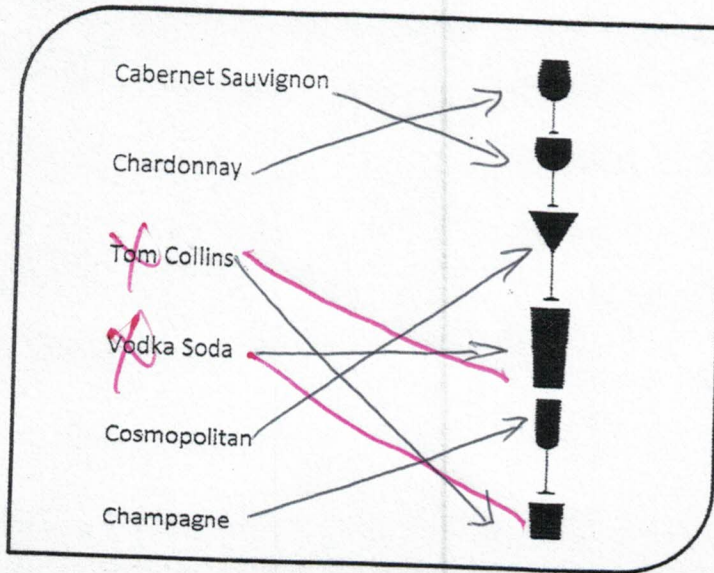 Cabernet Sauvignon
Chardonnay
Tom Collins
Vodka Soda
Cosmopolitan
Champagne